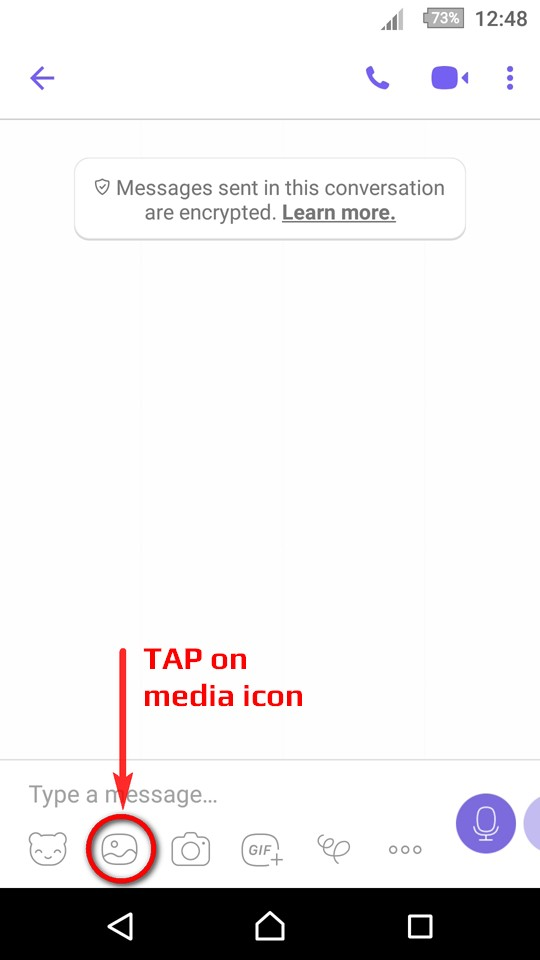 73% 12:48
Messages sent in this conversation
are encrypted. Learn more.
TAP on
media icon
Type a message...
GIF